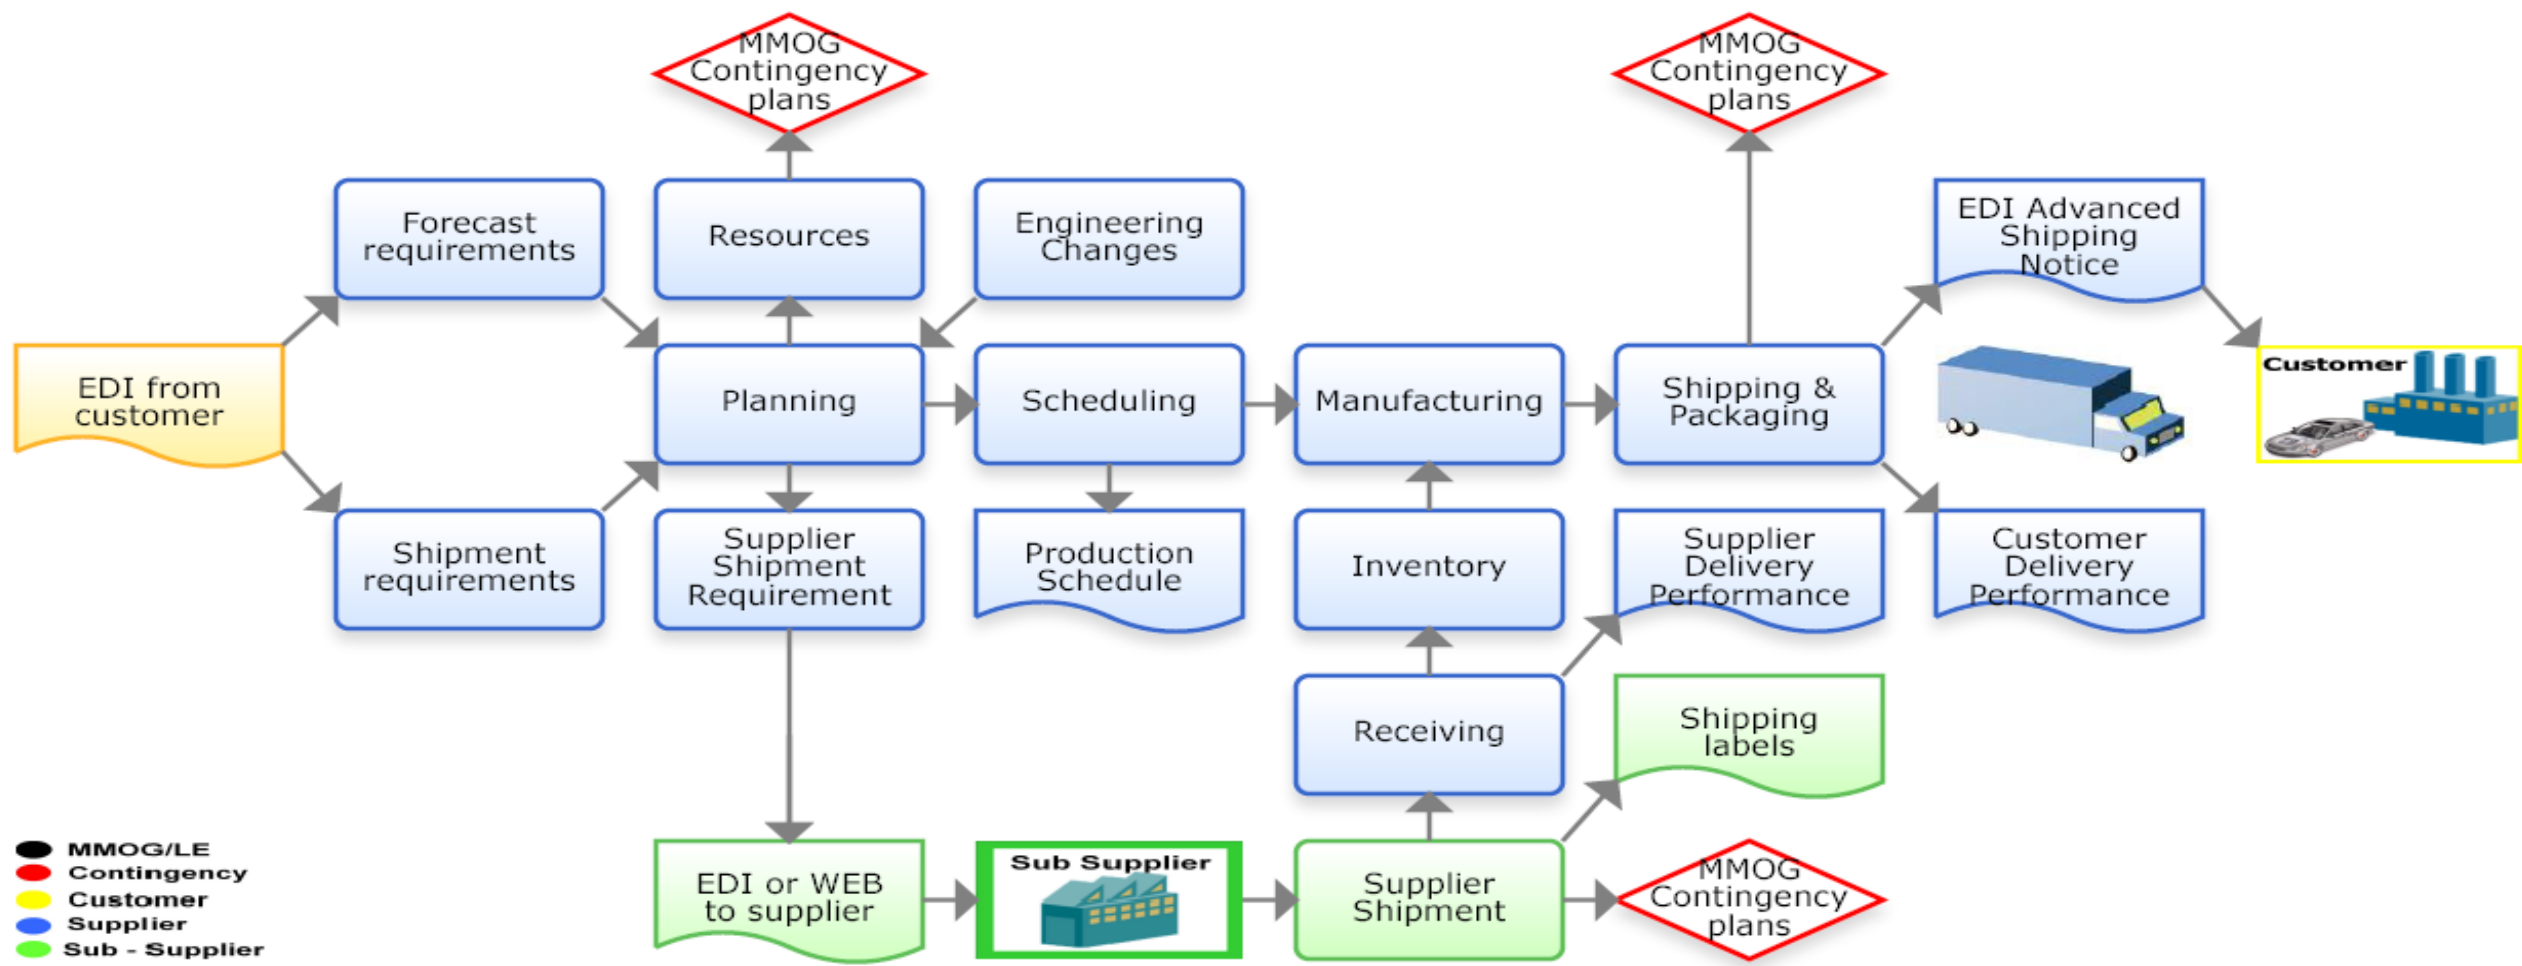 MMOG
Contingency
plans
MMOG
Contingency
plans
Forecast
requirements
Resources
Engineering
Changes
EDI Advanced
Shipping
Notice
EDI from
customer
Planning
Scheduling
Manufacturing
Shipping &
Packaging
Customer
Shipment
requirements
Supplier
Shipment
Requirement
Production
Schedule
Inventory
Supplier
Delivery
Performance
Customer
Delivery
Performance
Receiving
Shipping
labels
EDI or WEB
to supplier
Sub Supplier
Supplier
Shipment
MMOG
Contingency
plans
MMOG/LE
Contingency
Customer
Supplier
Sub - Supplier